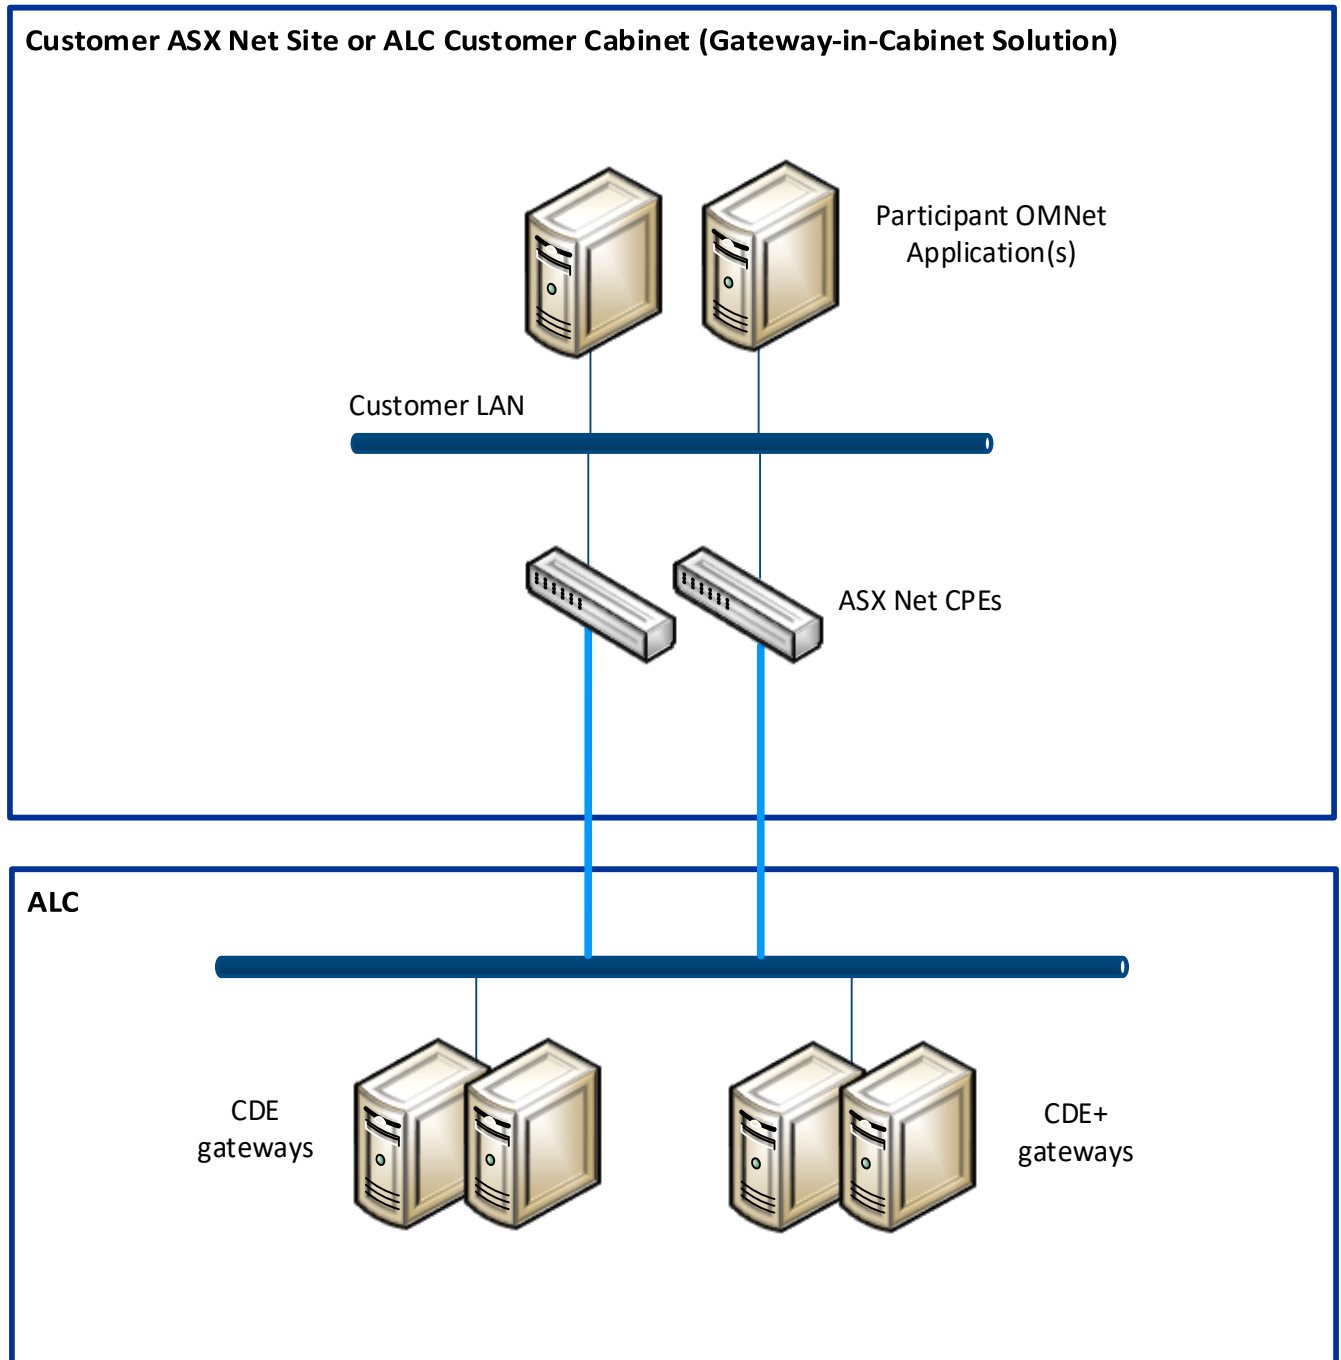 Customer ASX Net Site or ALC Customer Cabinet (Gateway-in-Cabinet Solution)
Participant OMNet
Application(s)
Customer LAN
ASX Net CPEs
ALC
CDE
gateways
CDE+
gateways